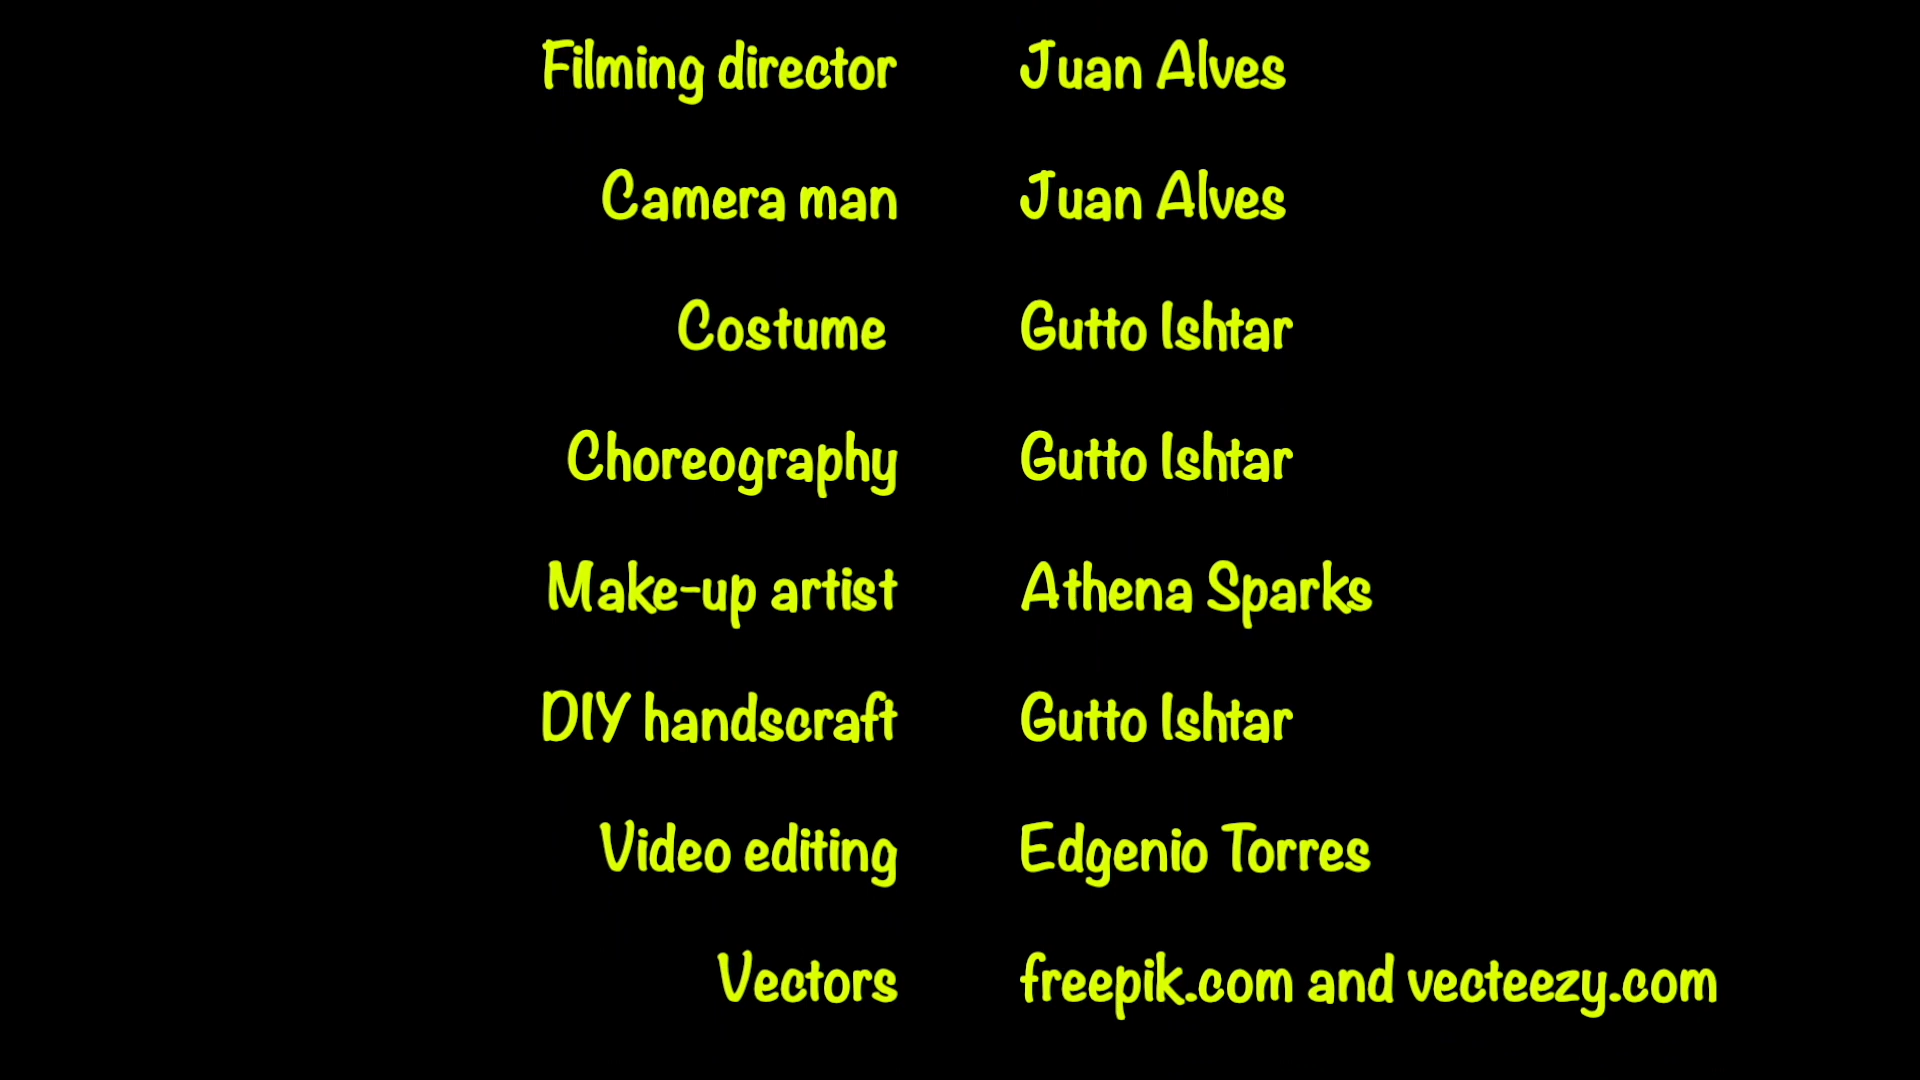 Filming director Juan Alves
Camera man Juan Alves
Costume Gutto Ishtar
Choreography Gutto Ishtar
Make-up artist Athena Sparks
DIY handscraft Gutto Ishtar
Video editing Edgenio Torres
Vectors freepik.com and vecteezy.com